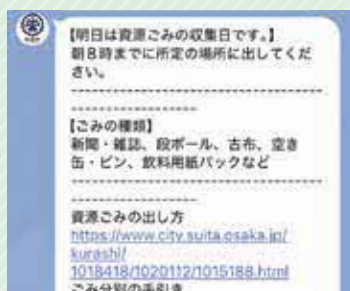 【明日は資源ごみの収集日です。】
朝8時までに所定の場所に出してくだ
さい。
------------------------------------
------------------
【ごみの種類】
新聞・雑誌、段ボール、古布、空き
缶・ビン、飲料用紙パックなど
------------------------------------
------------------
資源ごみの出し方
https://www.city.suita.osaka.jp/
kurashi/
1018418/1020112/1015188.html
ごみ分別の手引き